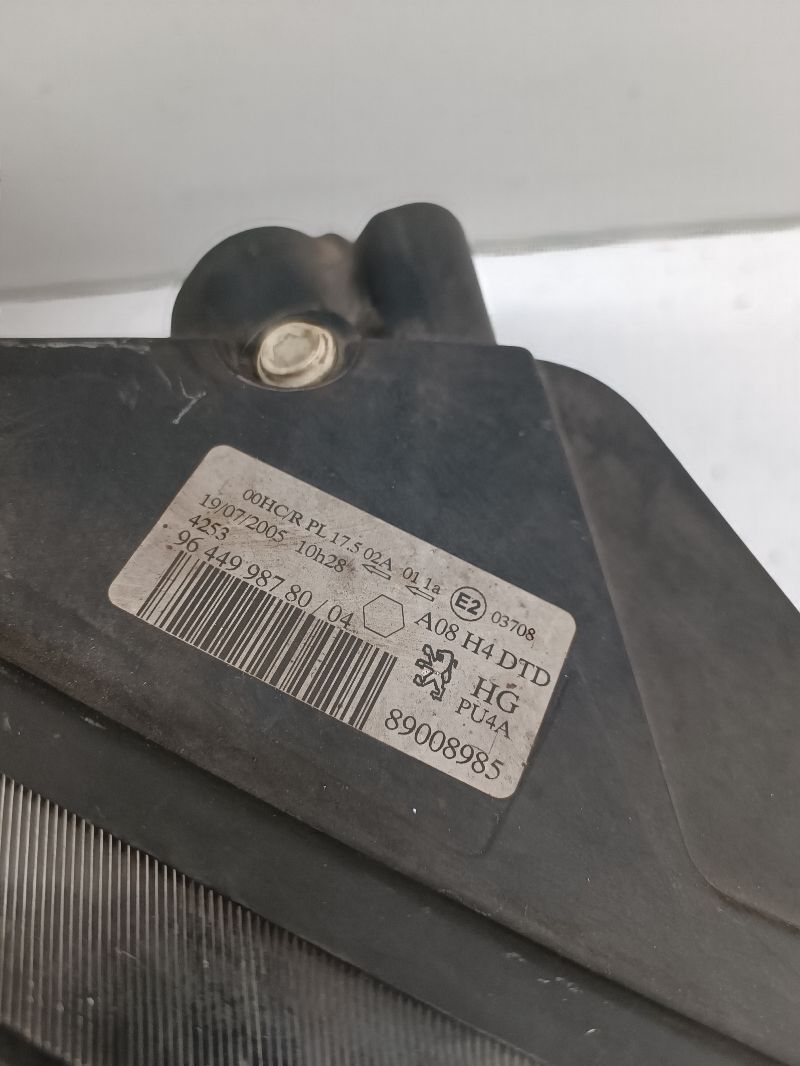 00HC/R PL 17.5 02A 01 1a E2 03708
19/07/2005 10h28
4253
96 449 987 80 / 04 A08 H4 DTD
HG
PU4A
89008985